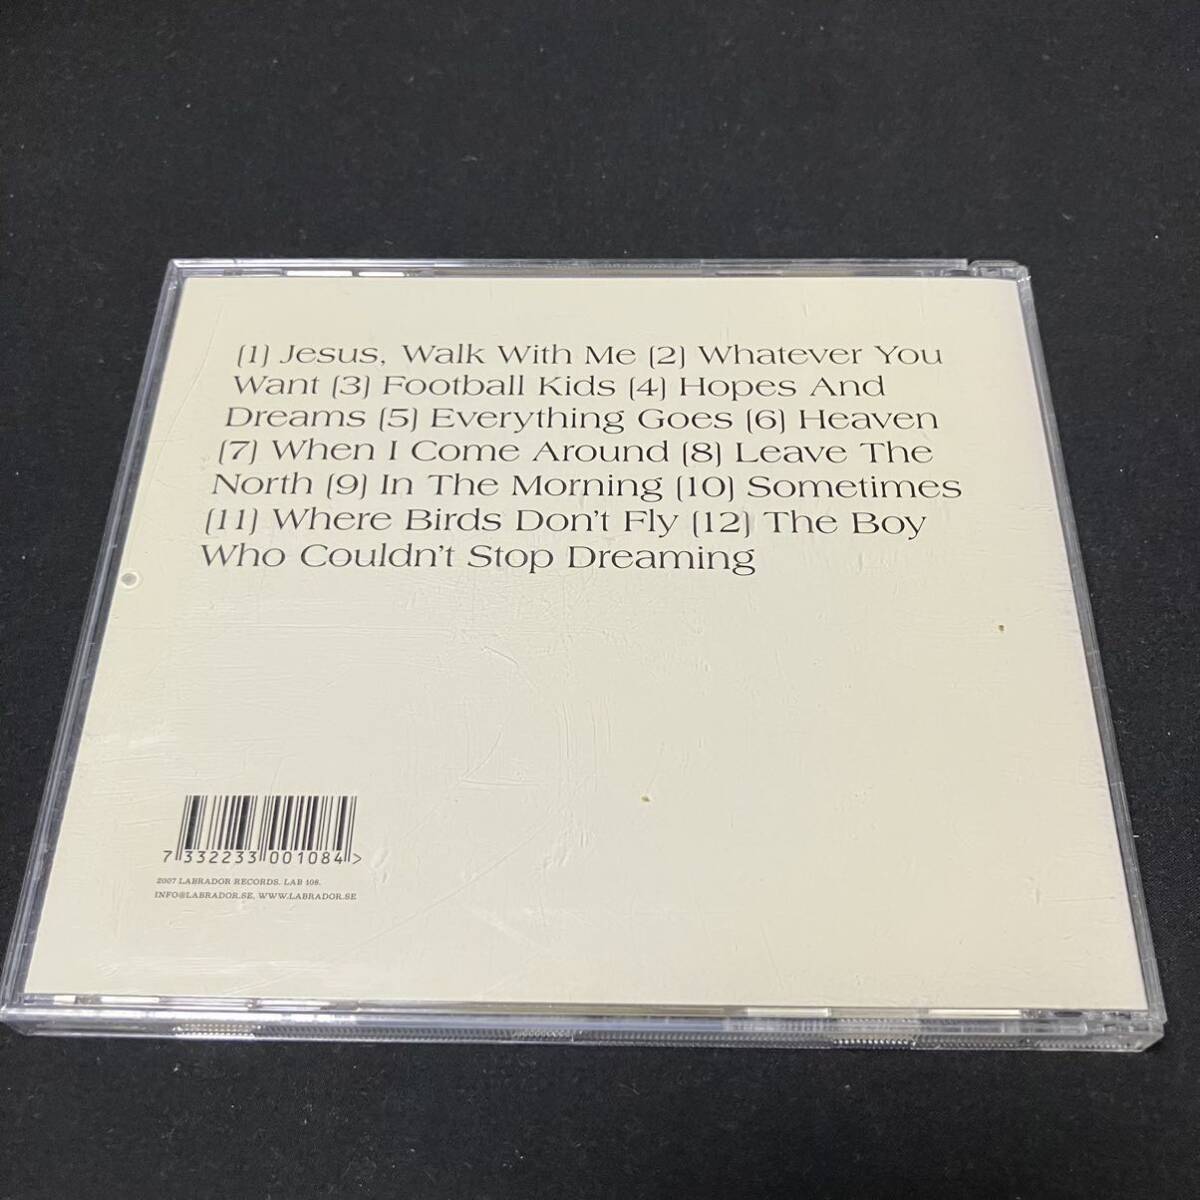 (1) Jesus, Walk With Me (2) Whatever You
Want (3) Football Kids (4) Hopes And
Dreams (5) Everything Goes (6) Heaven
(7) When I Come Around (8) Leave The
North (9) In The Morning (10) Sometimes
(11) Where Birds Don't Fly (12) The Boy
Who Couldn't Stop Dreaming
7 332233 001084 >
2007 LABRADOR RECORDS. LAB 108.
INFO@LABRADOR.SE, WWW.LABRADOR.SE